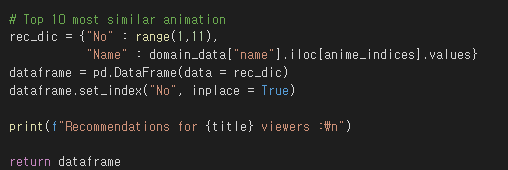 # Top 10 most similar animation
rec_dic = {"No" : range(1,11),
"Name" : domain_data["name"].iloc[anime_indices].values}
dataframe = pd.DataFrame(data = rec_dic)
dataframe.set_index("No", inplace = True)
print(f"Recommendations for {title} viewers :₩n")
return dataframe